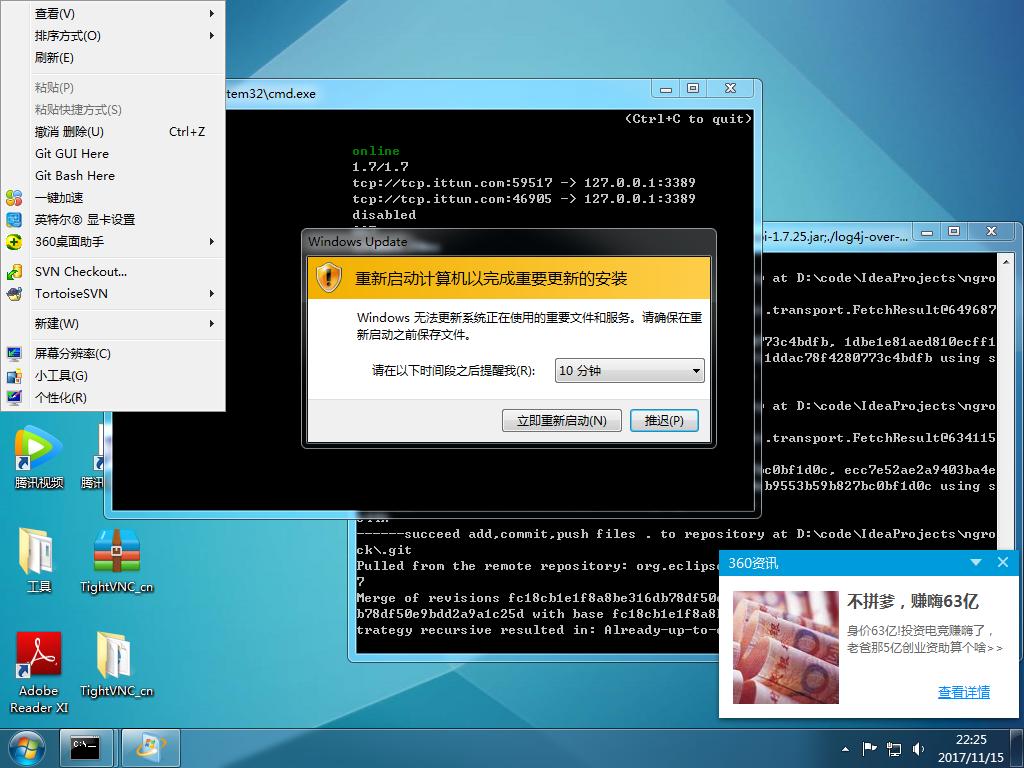 查看(V)
排序方式(O)
刷新(E)
粘贴(P)
粘贴快捷方式(S)
撤消 删除(U) Ctrl+Z
Git GUI Here
Git Bash Here
一键加速
英特尔® 显卡设置
360桌面助手
SVN Checkout...
TortoiseSVN
新建(W)
屏幕分辨率(C)
小工具(G)
个性化(R)
tem32\cmd.exe
(Ctrl+C to quit)
online
1.7/1.7
tcp://tcp.ittun.com:59517 -> 127.0.0.1:3389
tcp://tcp.ittun.com:46905 -> 127.0.0.1:3389
disabled
Windows Update
重新启动计算机以完成重要更新的安装
Windows 无法更新系统正在使用的重要文件和服务。请确保在重
新启动之前保存文件。
请在以下时间段之后提醒我(R):
10 分钟
立即重新启动(N)
推迟(P)
i-1.7.25.jar;./log4j-over-...
at D:\code\IdeaProjects\ngro
.transport.FetchResult@649687
73c4bdfb, 1dbe1e81aed810ecff1
1ddac78f4280773c4bdfb using s
at D:\code\IdeaProjects\ngro
.transport.FetchResult@634115
c0bf1d0c, ecc7e52ae2a9403ba4e
b9553b59b827bc0bf1d0c using s
------succeed add,commit,push files . to repository at D:\code\IdeaProjects\ngro
ck\.git
Pulled from the remote repository: org.eclips
7
Merge of revisions fc18cb1e1f8a8be316db78df50
b78df50e9bdd2a9a1c25d with base fc18cb1e1f8a8
trategy recursive resulted in: Already-up-to-
腾讯视频
腾讯
工具
TightVNC_cn
Adobe
Reader XI
TightVNC_cn
360资讯
不拼爹，赚嗨63亿
身价63亿!投资电竞赚嗨了，
老爸那5亿创业资助算个啥>>
查看详情
22:25
2017/11/15